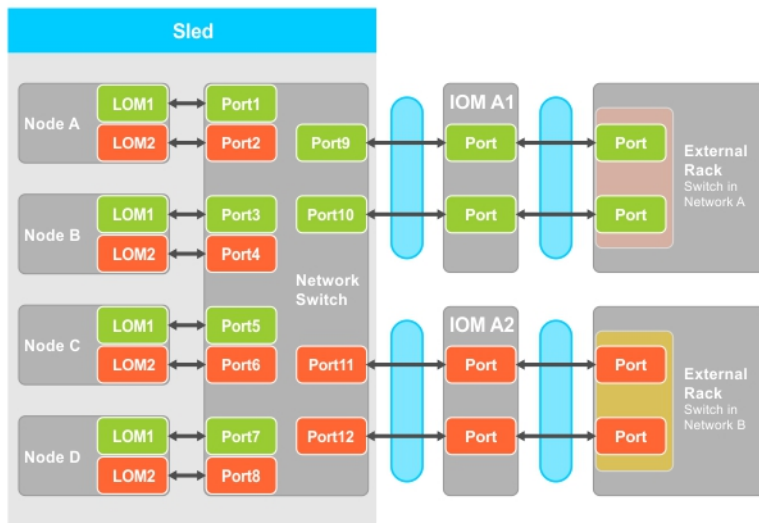 Sled
Node A
LOM1
LOM2
Port1
Port2
Port9
IOM A1
Port
Port
External
Rack
Switch in
Network A
Node B
LOM1
LOM2
Port3
Port4
Port10
Port
Port
Network
Switch
Node C
LOM1
LOM2
Port5
Port6
Port11
IOM A2
Port
Port
External
Rack
Switch in
Network B
Node D
LOM1
LOM2
Port7
Port8
Port12
Port
Port